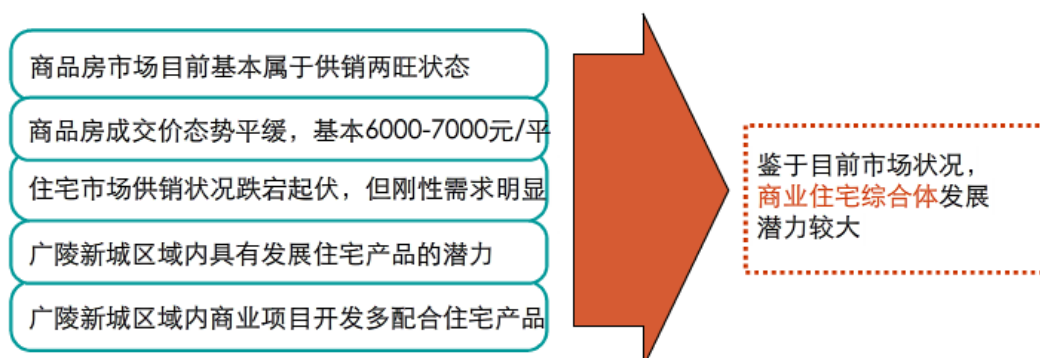 商品房市场目前基本属于供销两旺状态
商品房成交价态势平缓，基本6000-7000元/平
住宅市场供销状况跌宕起伏，但刚性需求明显
广陵新城区域内具有发展住宅产品的潜力
广陵新城区域内商业项目开发多配合住宅产品
鉴于目前市场状况，
商业住宅综合体发展
潜力较大